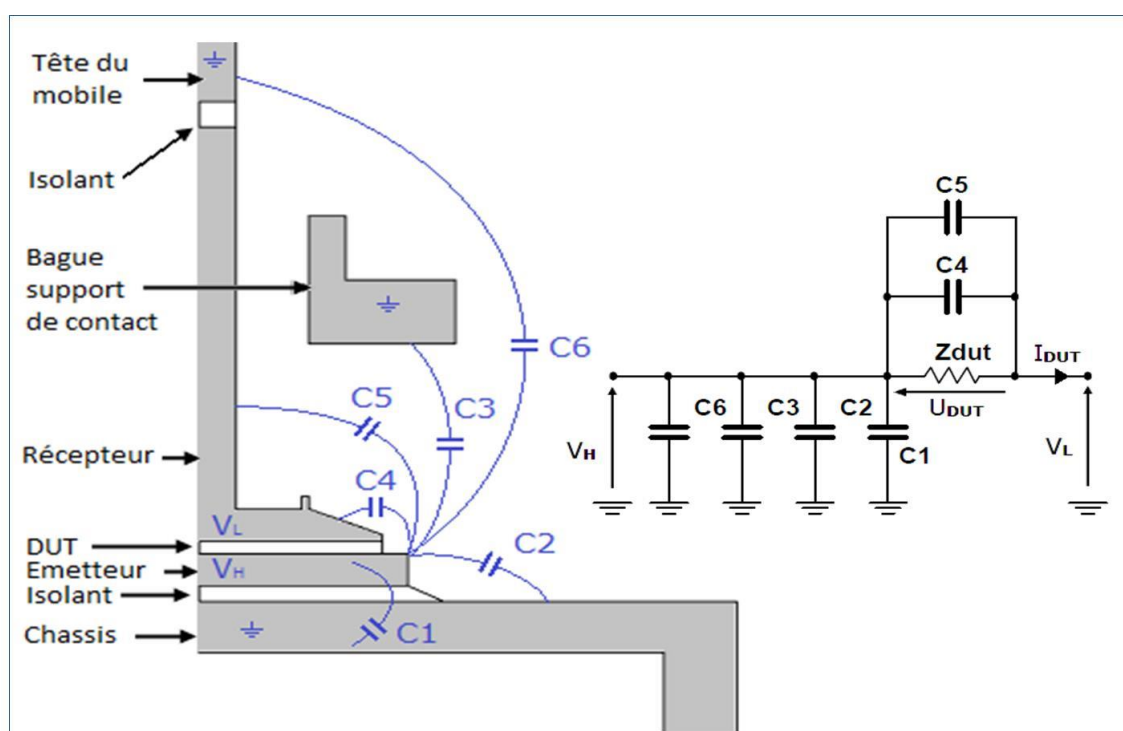 Tête du
mobile
Isolant
Bague
support
de contact
Récepteur
DUT
Emetteur
Isolant
Chassis
C6
C5
C3
C4
C2
C1
VL
VH
C5
C4
Zdut
IDUT
UDUT
C6
C3
C2
C1
VH
VL